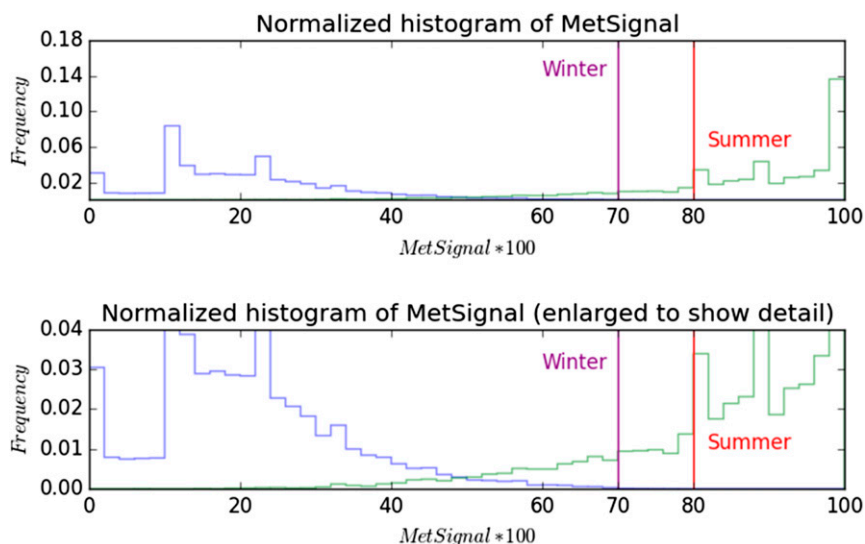 Normalized histogram of MetSignal
0.18
0.14
0.10
0.06
0.02
Frequency
Winter
Summer
0 20 40 60 70 80 100
MetSignal *100
Normalized histogram of MetSignal (enlarged to show detail)
0.04
0.03
0.02
0.01
0.00
Frequency
Winter
Summer
0 20 40 60 70 80 100
MetSignal *100